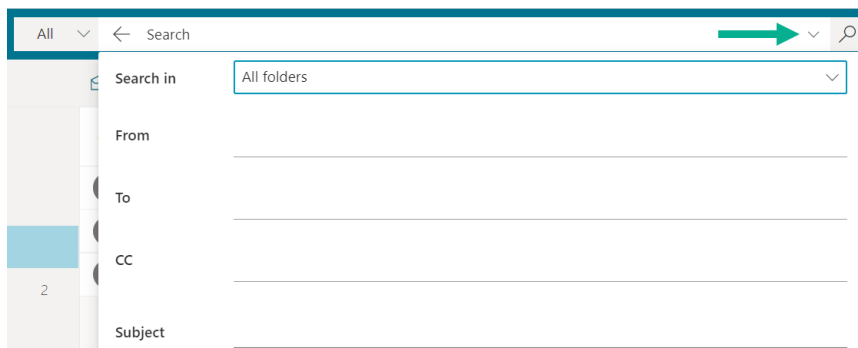 All Search
Search in All folders
From
To
CC
2
Subject